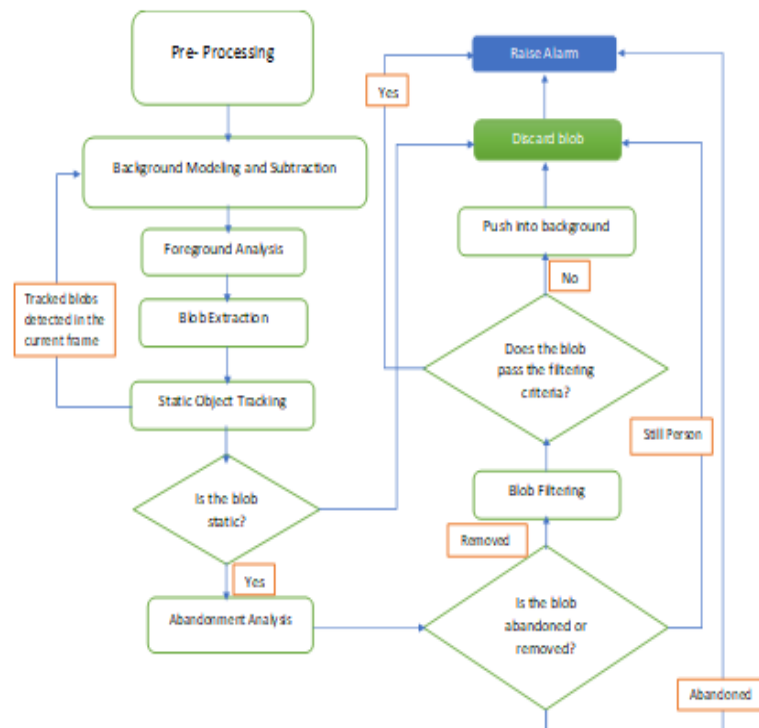 Pre- Processing
Raise Alarm
Yes
Discard blob
Background Modeling and Subtraction
Push into background
Foreground Analysis
No
Tracked blobs
detected in the
current frame
Blob Extraction
Does the blob
pass the filtering
criteria?
Static Object Tracking
Still Person
Is the blob
static?
Blob Filtering
Removed
Yes
Abandonment Analysis
Is the blob
abandoned or
removed?
Abandoned